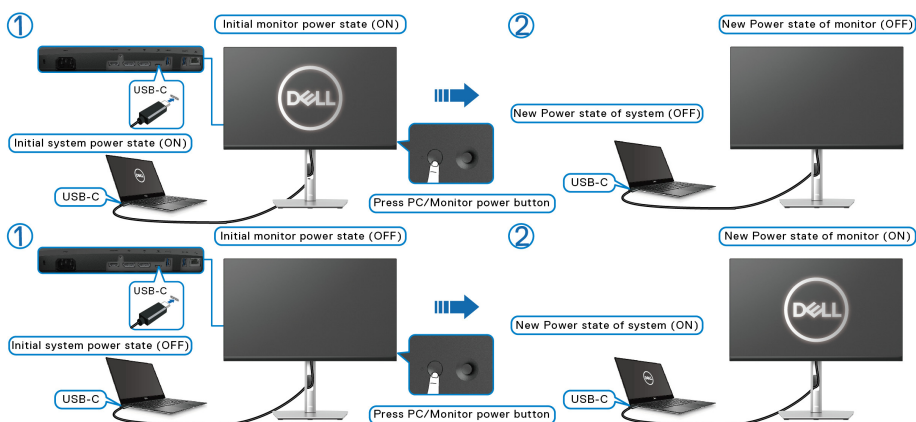 1
Initial monitor power state (ON)
2
New Power state of monitor (OFF)
USB-C
DELL
New Power state of system (OFF)
Initial system power state (ON)
DELL
USB-C
USB-C
Press PC/Monitor power button
1
Initial monitor power state (OFF)
2
New Power state of monitor (ON)
USB-C
DELL
New Power state of system (ON)
Initial system power state (OFF)
DELL
USB-C
USB-C
Press PC/Monitor power button